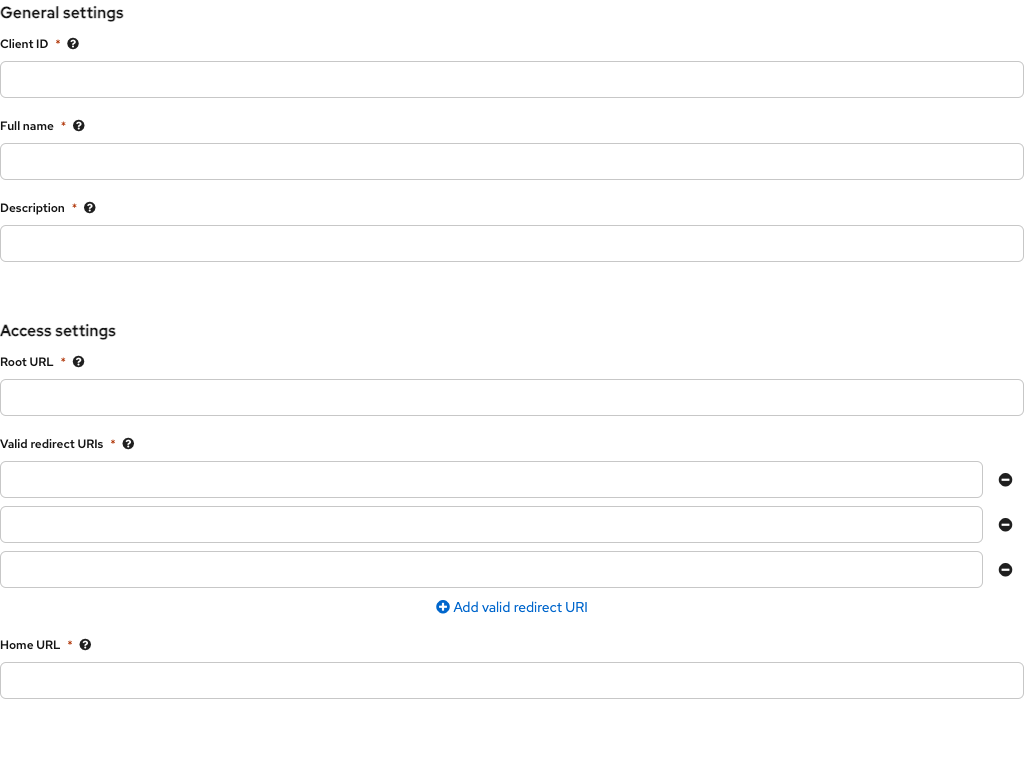 General settings
Client ID *
Full name *
Description *
Access settings
Root URL *
Valid redirect URIs *
Add valid redirect URI
Home URL *